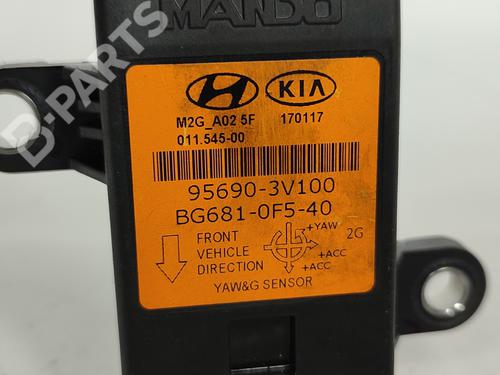 MANDO
HYUNDAI KIA
M2G_A02 5F 170117
011.545-00
95690-3V100
BG681-0F5-40
FRONT
VEHICLE
DIRECTION
+YAW
2G
+ACC
+ACC
YAW&G SENSOR
B-PARTS